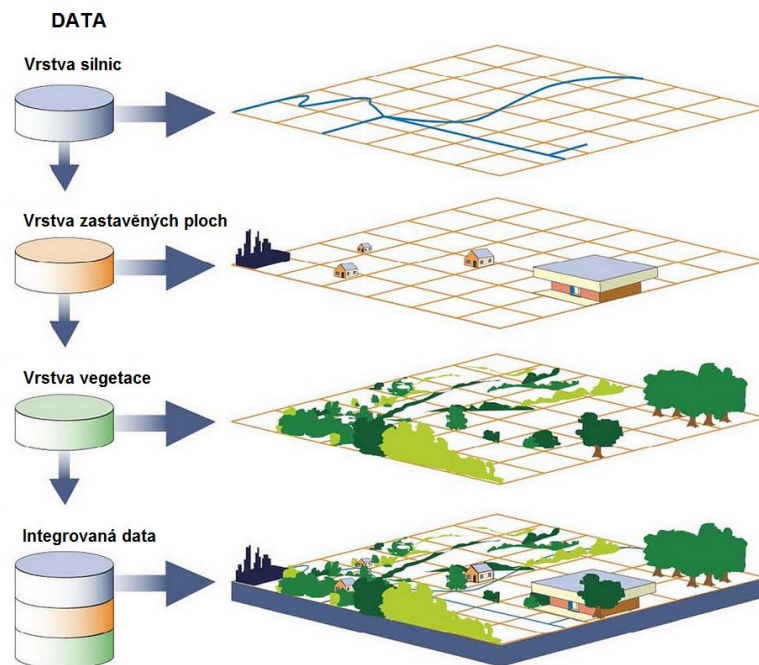 DATA
Vrstva silnic
Vrstva zastavěných ploch
Vrstva vegetace
Integrovaná data